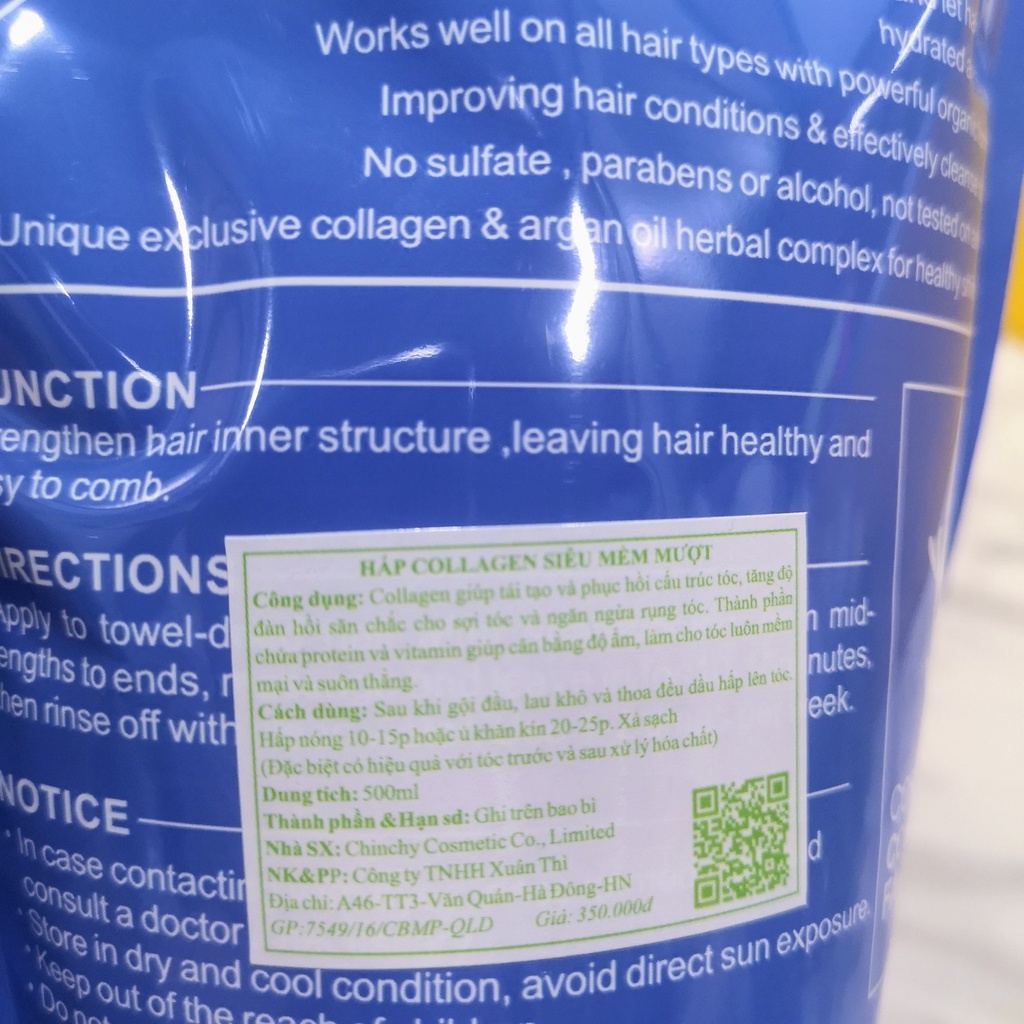 hydrated
Works well on all hair types with powerful organ
Improving hair conditions & effectively cleans
No sulfate , parabens or alcohol, not tested on
Unique exclusive collagen & argan oil herbal complex for healthy
UNCTION
rengthen hair inner structure ,leaving hair healthy and
sy to comb.
IRECTIONS
Apply to towel-d
n mid-
engths to ends, r
nutes,
hen rinse off with
eek.
NOTICE
In case contactin
d
consult a doctor
Store in dry and cool condition, avoid direct sun exposure.
Keep out of the reach of
Do not
HẤP COLLAGEN SIÊU MỀM MƯỢT
Công dụng: Collagen giúp tái tạo và phục hồi cấu trúc tóc, tăng độ
đàn hồi săn chắc cho sợi tóc và ngăn ngừa rụng tóc. Thành phần
chứa protein và vitamin giúp cân bằng độ ẩm, làm cho tóc luôn mềm
mại và suôn thẳng.
Cách dùng: Sau khi gội đầu, lau khô và thoa đều dầu hấp lên tóc.
Hấp nóng 10-15p hoặc ủ khăn kín 20-25p. Xả sạch
(Đặc biệt có hiệu quả với tóc trước và sau xử lý hóa chất)
Dung tích: 500ml
Thành phần &Hạn sd: Ghi trên bao bì
Nhà SX: Chinchy Cosmetic Co., Limited
NK&PP: Công ty TNHH Xuân Thì
Địa chỉ: A46-TT3-Văn Quán-Hà Đông-HN
GP:7549/16/CBMP-QLD Giá: 350.000đ